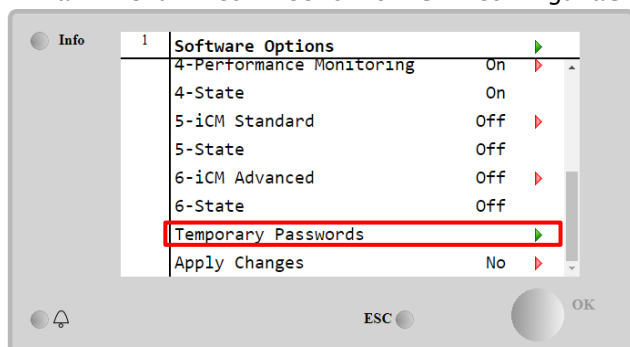 Info
1 Software Options
4-Performance Monitoring On
4-State On
5-iCM Standard Off
5-State Off
6-iCM Advanced Off
6-State Off
Temporary Passwords
Apply Changes No
ESC
OK